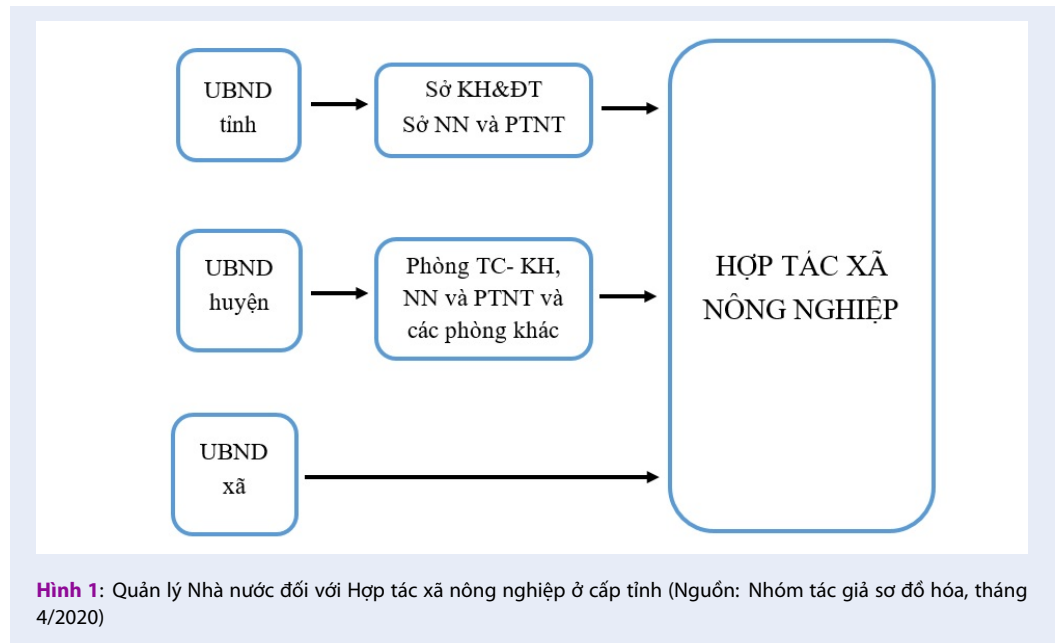 UBND
tỉnh
Sở KH&ĐT
Sở NN và PTNT
UBND
huyện
Phòng TC- KH,
NN và PTNT và
các phòng khác
UBND
xã
HỢP TÁC XÃ
NÔNG NGHIỆP
Hình 1: Quản lý Nhà nước đối với Hợp tác xã nông nghiệp ở cấp tỉnh (Nguồn: Nhóm tác giả sơ đồ hóa, tháng
4/2020)